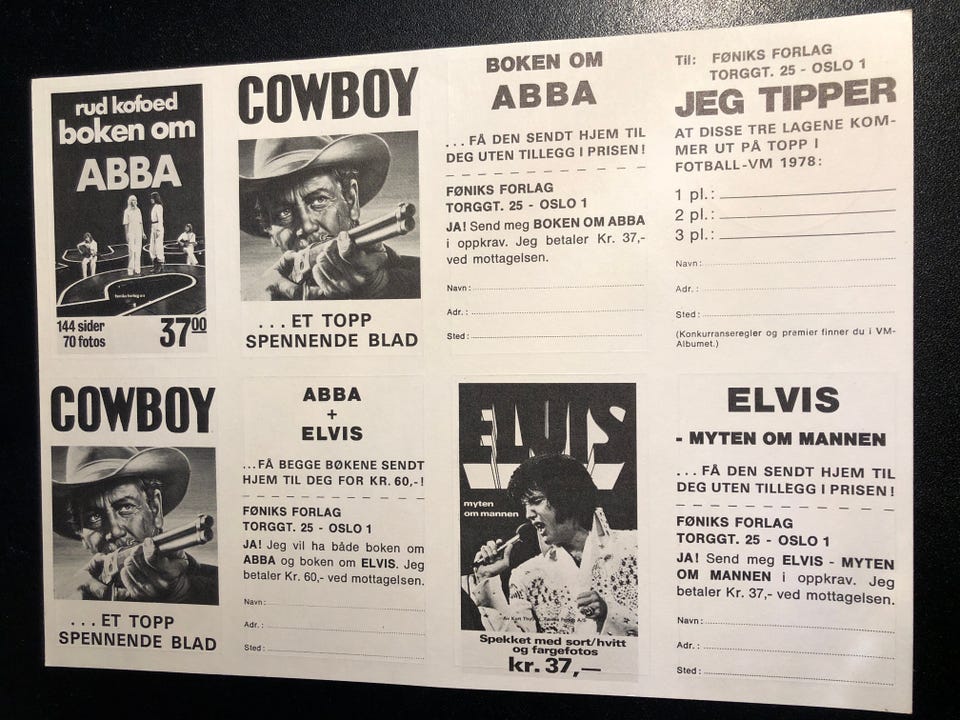 rud kofoed
boken om
ABBA
144 sider
70 fotos
37 00
COWBOY
...ET TOPP
SPENNENDE BLAD
BOKEN OM
ABBA
...FÅ DEN SENDT HJEM TIL
DEG UTEN TILLEGG I PRISEN!
FØNIKS FORLAG
TORGGT. 25 - OSLO 1
JA! Send meg BOKEN OM ABBA
i oppkrav. Jeg betaler Kr. 37,-
ved mottagelsen.
Navn:
Adr.:
Sted:
Til: FØNIKS FORLAG
TORGGT. 25 - OSLO 1
JEG TIPPER
AT DISSE TRE LAGENE KOM-
MER UT PÅ TOPP I
FOTBALL-VM 1978:
1 pl.:
2 pl.:
3 pl.:
Navn:
Adr.:
Sted:
(Konkurranseregler og premier finner du i VM-
Albumet.)
COWBOY
...ET TOPP
SPENNENDE BLAD
ABBA
+
ELVIS
...FÅ BEGGE BØKENE SENDT
HJEM TIL DEG FOR KR. 60,-!
FØNIKS FORLAG
TORGGT. 25 - OSLO 1
JA! Jeg vil ha både boken om
ABBA og boken om ELVIS. Jeg
betaler Kr. 60,- ved mottagelsen.
Navn:
Adr.:
Sted:
ELVIS
myten
om mannen
Spekket med sort/hvitt
og fargefotos
kr. 37,—
ELVIS
- MYTEN OM MANNEN
...FÅ DEN SENDT HJEM TIL
DEG UTEN TILLEGG I PRISEN!
FØNIKS FORLAG
TORGGT. 25 - OSLO 1
JA! Send meg ELVIS - MYTEN
OM MANNEN i oppkrav. Jeg
betaler Kr. 37,- ved mottagelsen.
Navn:
Adr.:
Sted: